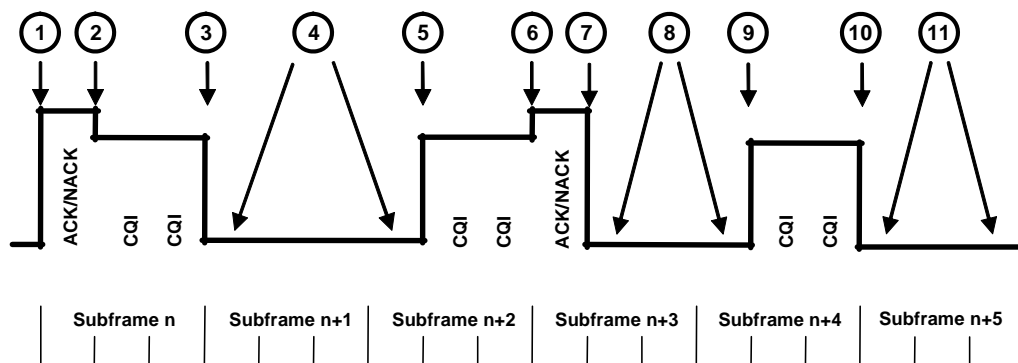 1 2 3 4 5 6 7 8 9 10 11
ACK/NACK CQI CQI CQI CQI ACK/NACK CQI CQI
Subframe n Subframe n+1 Subframe n+2 Subframe n+3 Subframe n+4 Subframe n+5